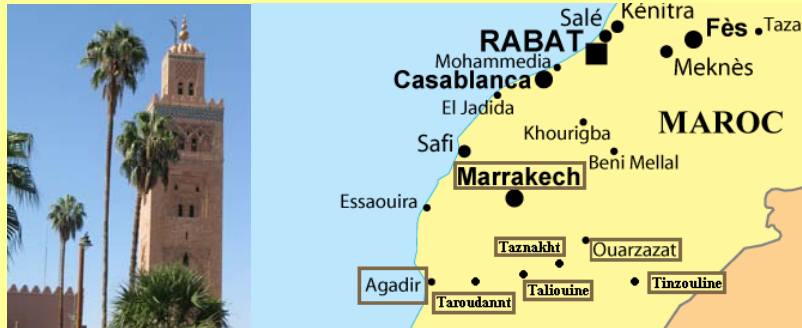 Kénitra
Salé
RABAT
Fès
Taza
Meknès
Mohammedia
Casablanca
El Jadida
MAROC
Khouribga
Safi
Beni Mellal
Marrakech
Essaouira
Taznakht
Ouarzazat
Agadir
Taroudannt
Taliouine
Tinzouline